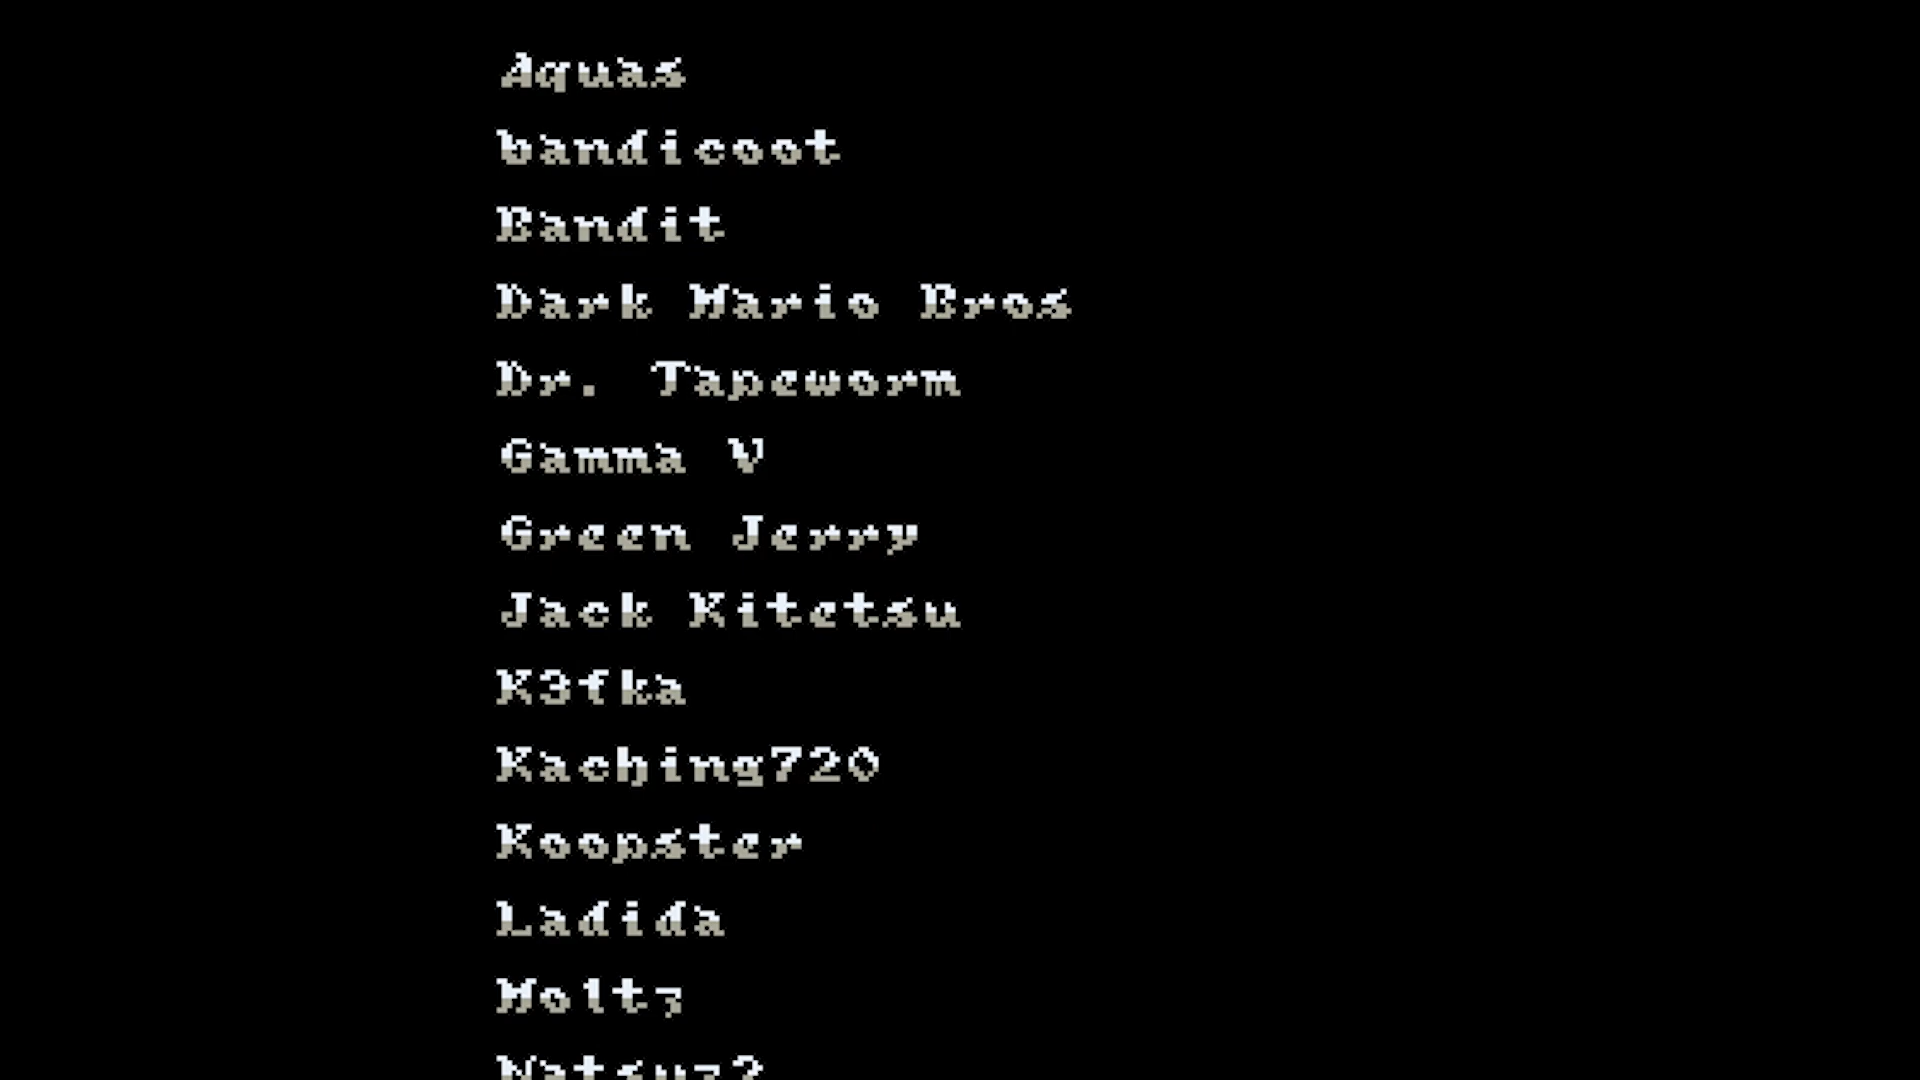 Aquas
bandicoot
Bandit
Dark Mario Bros
Dr. Tapeworm
Gamma V
Green Jerry
Jack Kitetsu
K3fka
Kaching720
Koopster
Ladida
Moltz